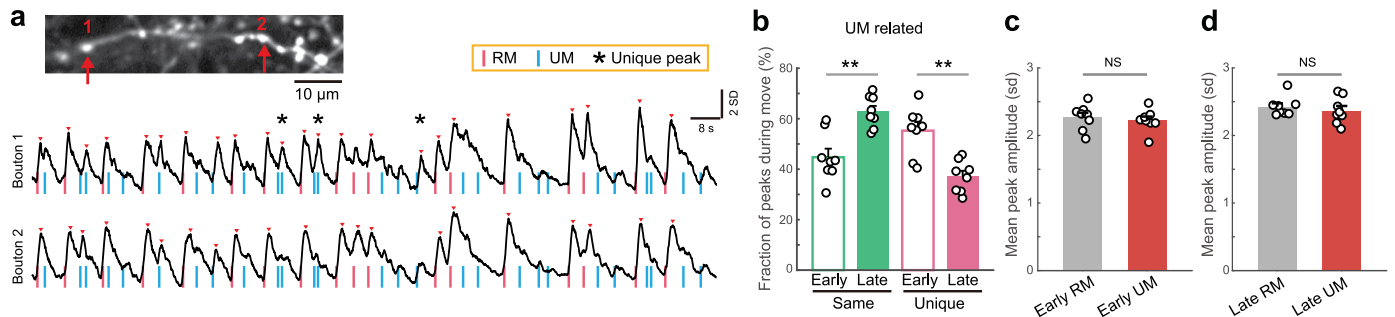 a
1
2
10 µm
RM
UM
* Unique peak
2 SD
8 s
Bouton 1
* * *
Bouton 2
b
UM related
Fraction of peaks during move (%)
80
60
40
20
0
**
**
Early Late
Early Late
Same
Unique
c
Mean peak amplitude (sd)
3
2
1
0
NS
Early RM
Early UM
d
Mean peak amplitude (sd)
3
2
1
0
NS
Late RM
Late UM